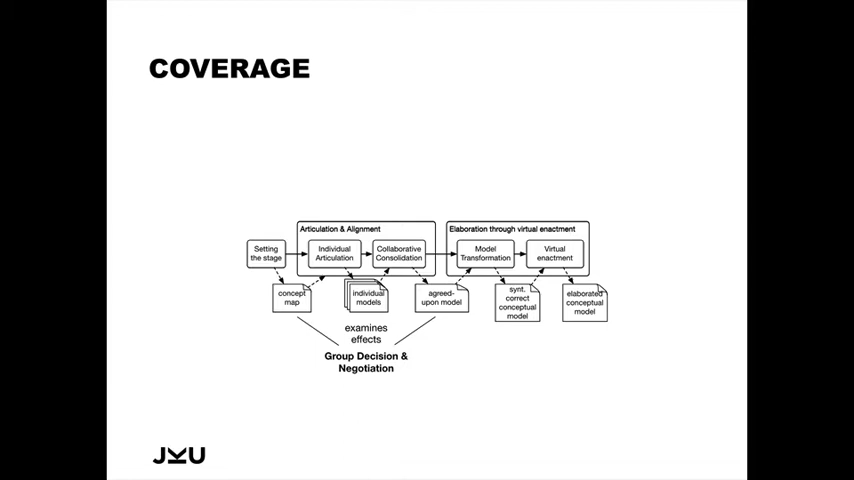 COVERAGE
Articulation & Alignment
Elaboration through virtual enactment
Setting
the stage
Individual
Articulation
Collaborative
Consolidation
Model
Transformation
Virtual
enactment
concept
map
individual
models
agreed-
upon model
synt.
correct
conceptual
model
elaborated
conceptual
model
examines
effects
Group Decision &
Negotiation
JKU